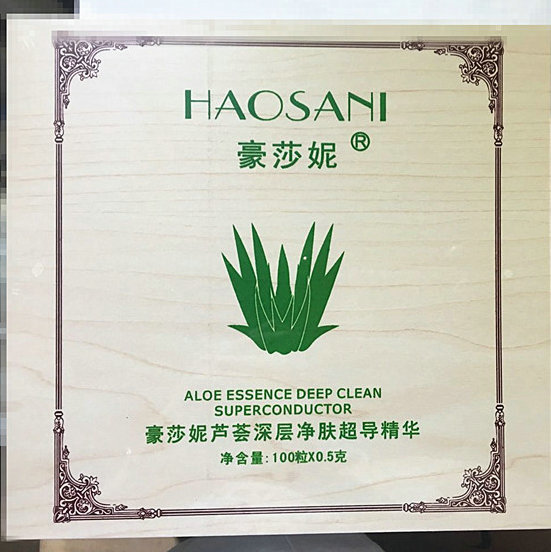 HAOSANI
豪莎妮®
ALOE ESSENCE DEEP CLEAN
SUPERCONDUCTOR
豪莎妮芦荟深层净肤超导精华
净含量:100粒X0.5克